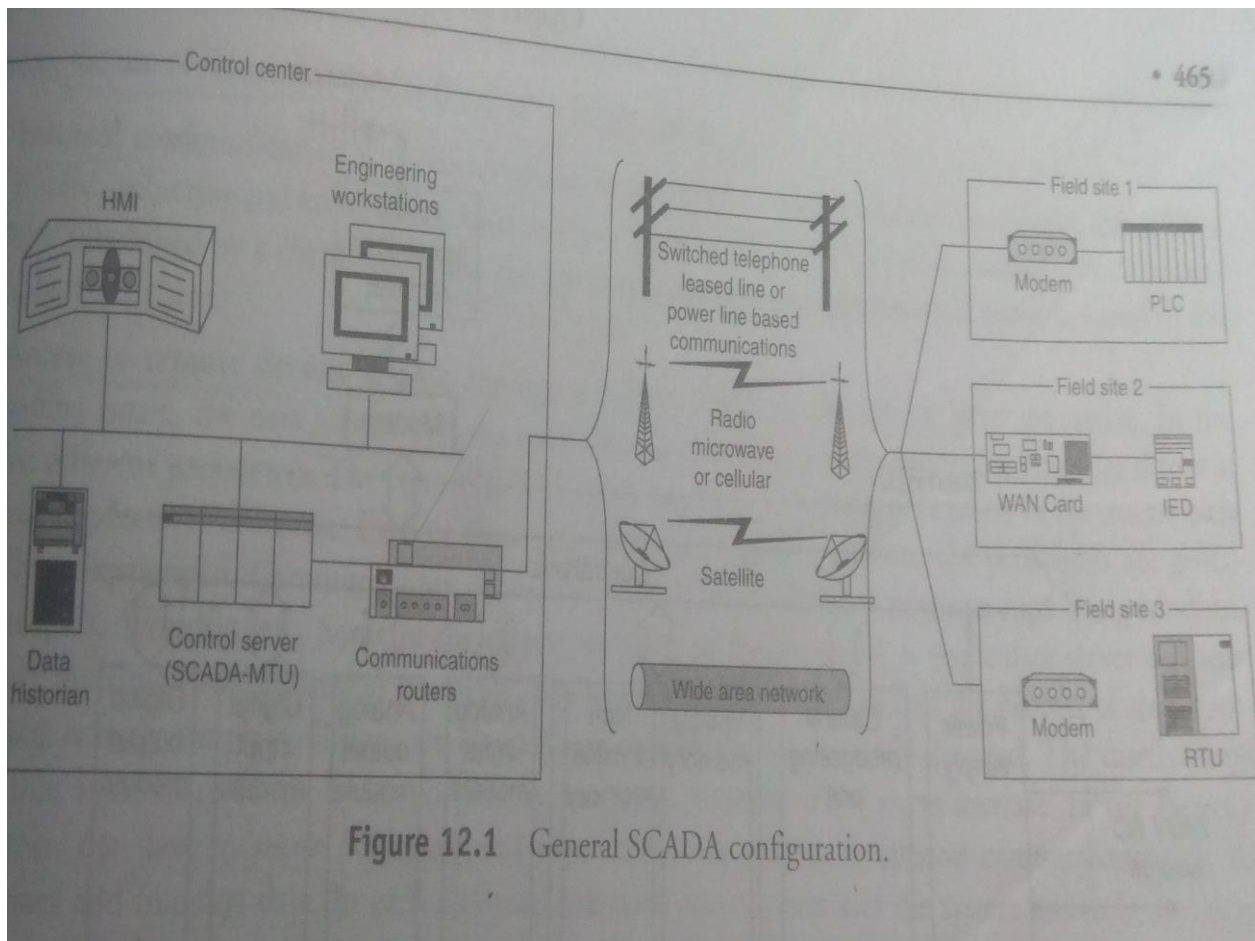 465
Control center
HMI
Engineering
workstations
Data
historian
Control server
(SCADA-MTU)
Communications
routers
Switched telephone
leased line or
power line based
communications
Radio
microwave
or cellular
Satellite
Wide area network
Field site 1
Modem
PLC
Field site 2
WAN Card
IED
Field site 3
Modem
RTU
Figure 12.1 General SCADA configuration.